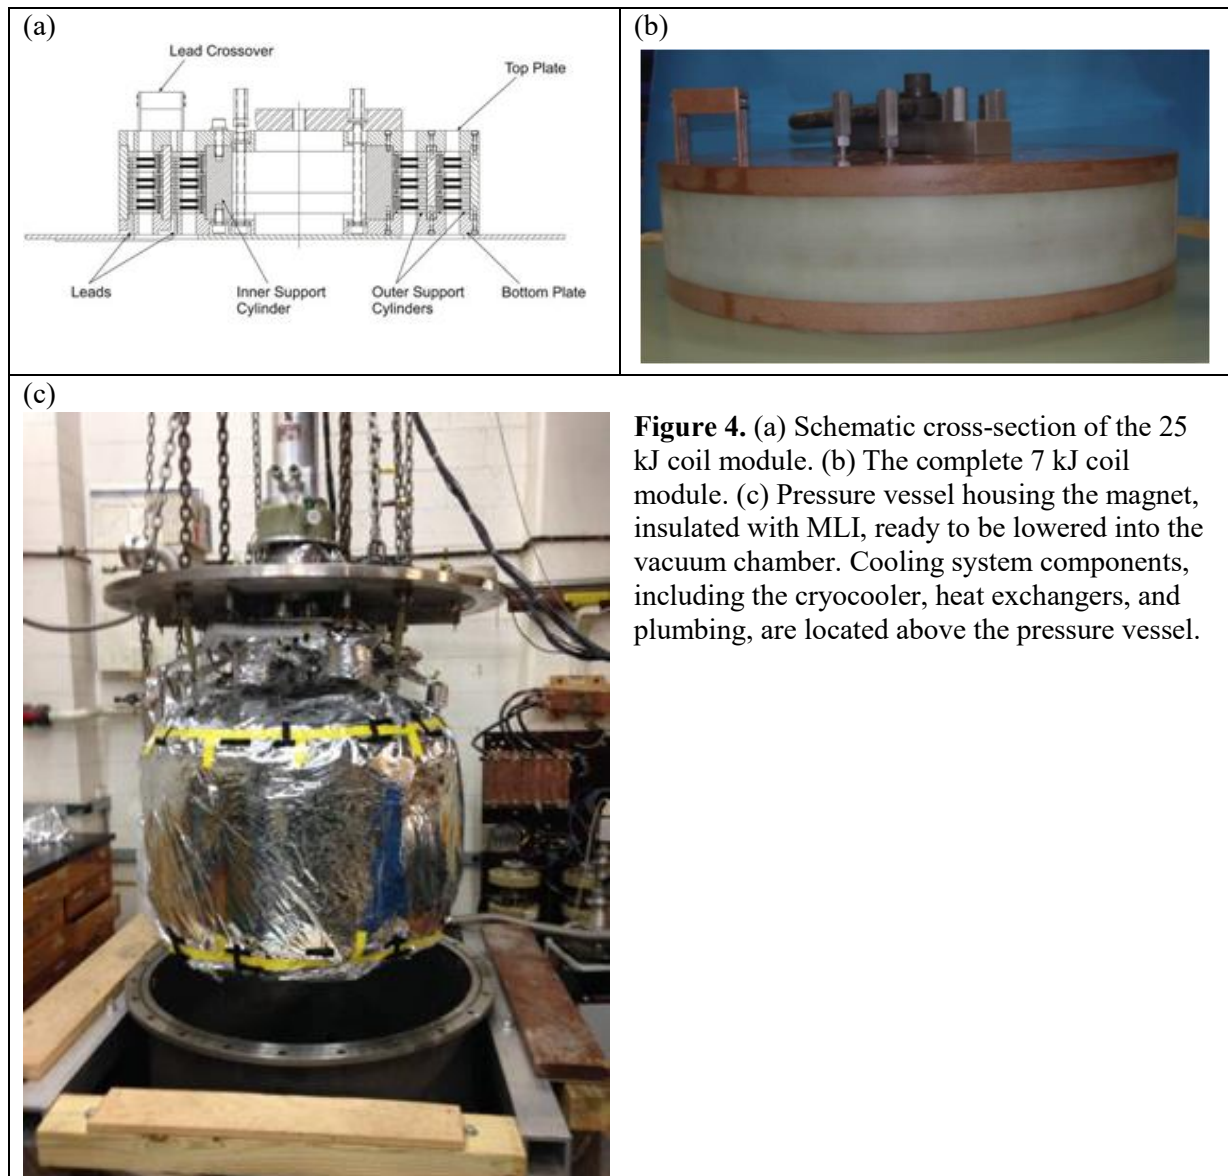 (a)
Lead Crossover
Top Plate
Leads
Inner Support
Cylinder
Outer Support
Cylinders
Bottom Plate
(b)
(c)
Figure 4. (a) Schematic cross-section of the 25
kJ coil module. (b) The complete 7 kJ coil
module. (c) Pressure vessel housing the magnet,
insulated with MLI, ready to be lowered into the
vacuum chamber. Cooling system components,
including the cryocooler, heat exchangers, and
plumbing, are located above the pressure vessel.